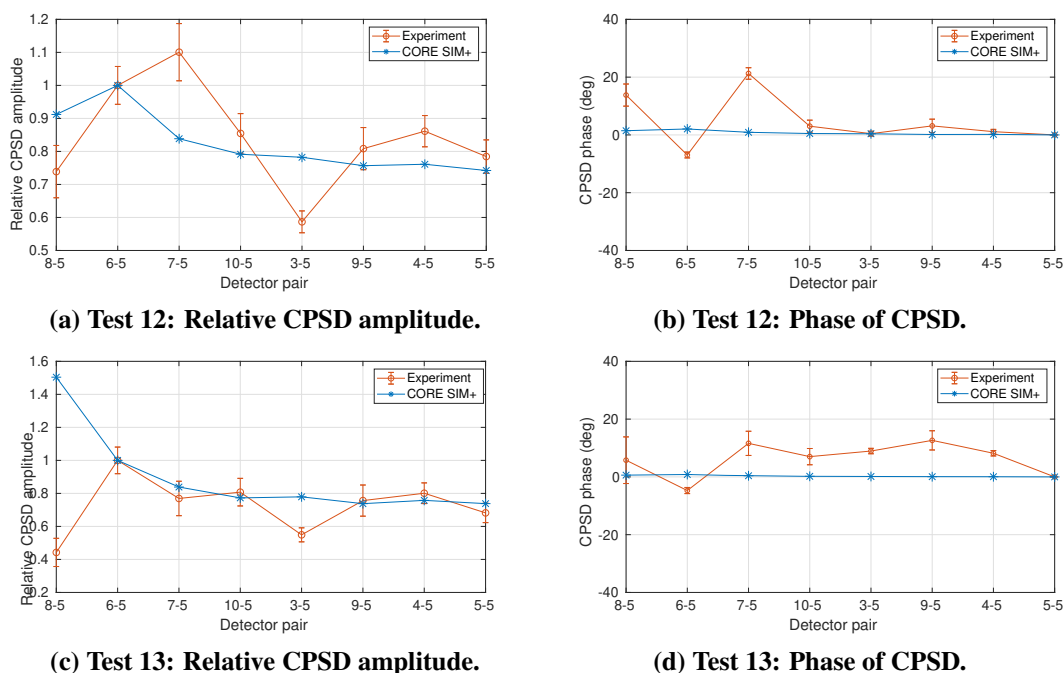 1.2
1.1
1
0.9
0.8
0.7
0.6
0.5
Relative CPSD amplitude
8-5 6-5 7-5 10-5 3-5 9-5 4-5 5-5
Detector pair
Experiment
CORE SIM+
(a) Test 12: Relative CPSD amplitude.
40
20
0
-20
-40
CPSD phase (deg)
8-5 6-5 7-5 10-5 3-5 9-5 4-5 5-5
Detector pair
Experiment
CORE SIM+
(b) Test 12: Phase of CPSD.
1.6
1.4
1.2
1
0.8
0.6
0.4
0.2
Relative CPSD amplitude
8-5 6-5 7-5 10-5 3-5 9-5 4-5 5-5
Detector pair
Experiment
CORE SIM+
(c) Test 13: Relative CPSD amplitude.
40
20
0
-20
-40
CPSD phase (deg)
8-5 6-5 7-5 10-5 3-5 9-5 4-5 5-5
Detector pair
Experiment
CORE SIM+
(d) Test 13: Phase of CPSD.